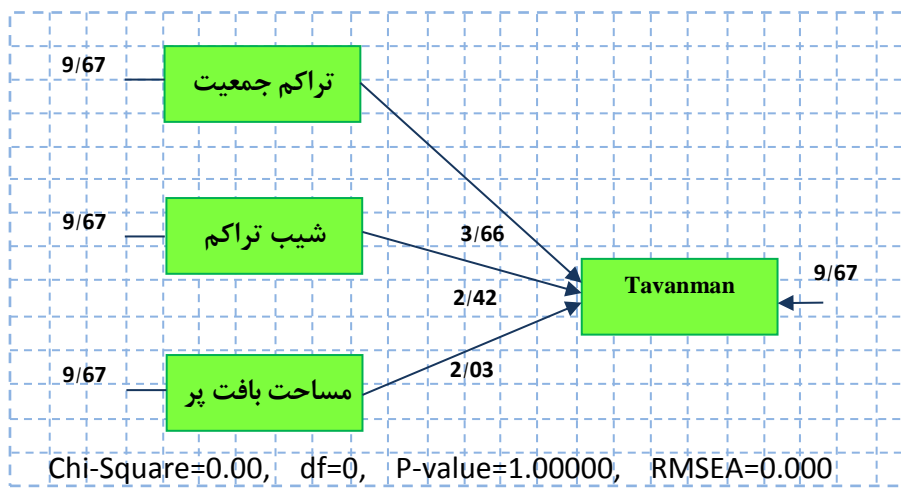 9/67
تراکم جمعیت
9/67
شیب تراکم
3/66
9/67
Tavanman
2/42
9/67
2/03
مساحت بافت پر
Chi-Square=0.00, df=0, P-value=1.00000, RMSEA=0.000